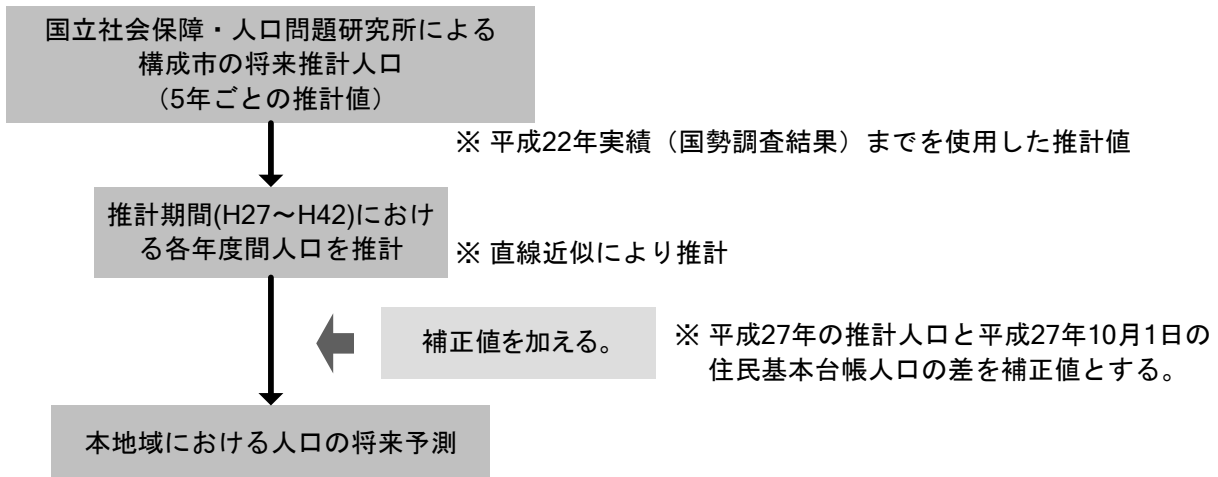 国立社会保障・人口問題研究所による
構成市の将来推計人口
（5年ごとの推計値）
※ 平成22年実績（国勢調査結果）までを使用した推計値
推計期間(H27～H42)におけ
る各年度間人口を推計
※ 直線近似により推計
補正値を加える。
※ 平成27年の推計人口と平成27年10月1日の
住民基本台帳人口の差を補正値とする。
本地域における人口の将来予測